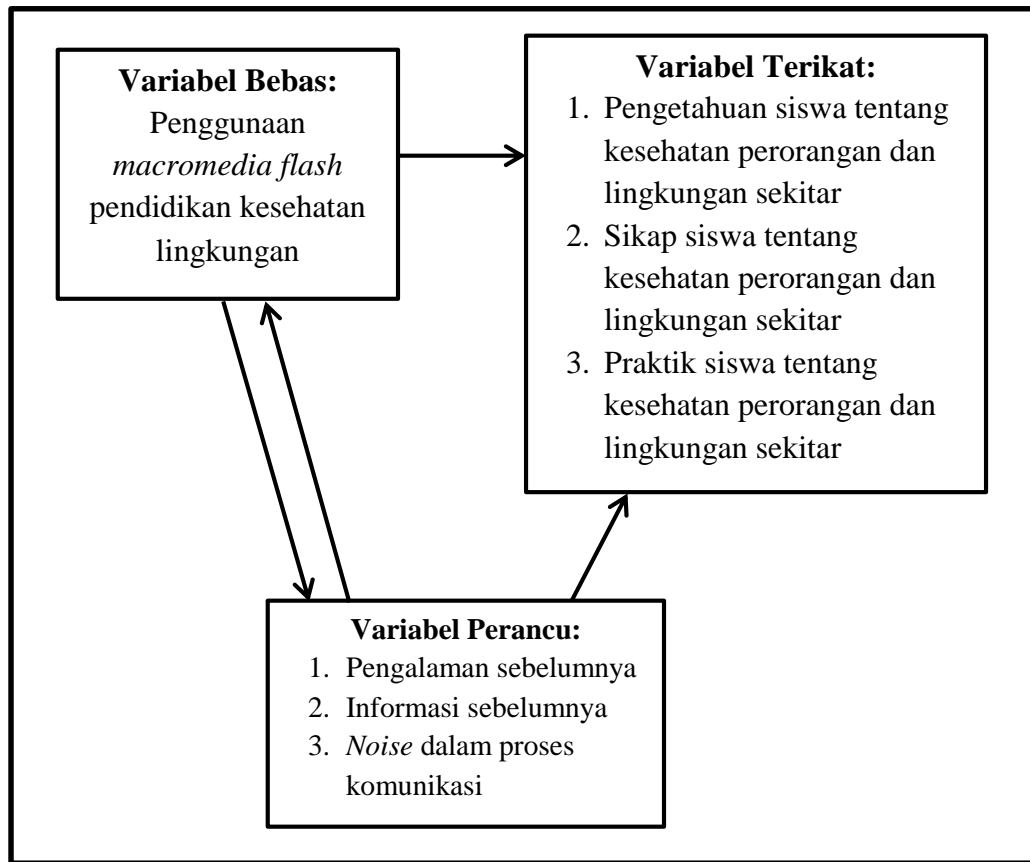 Variabel Bebas:
Penggunaan
macromedia flash
pendidikan kesehatan
lingkungan
Variabel Terikat:
1. Pengetahuan siswa tentang
kesehatan perorangan dan
lingkungan sekitar
2. Sikap siswa tentang
kesehatan perorangan dan
lingkungan sekitar
3. Praktik siswa tentang
kesehatan perorangan dan
lingkungan sekitar
Variabel Perancu:
1. Pengalaman sebelumnya
2. Informasi sebelumnya
3. Noise dalam proses
komunikasi